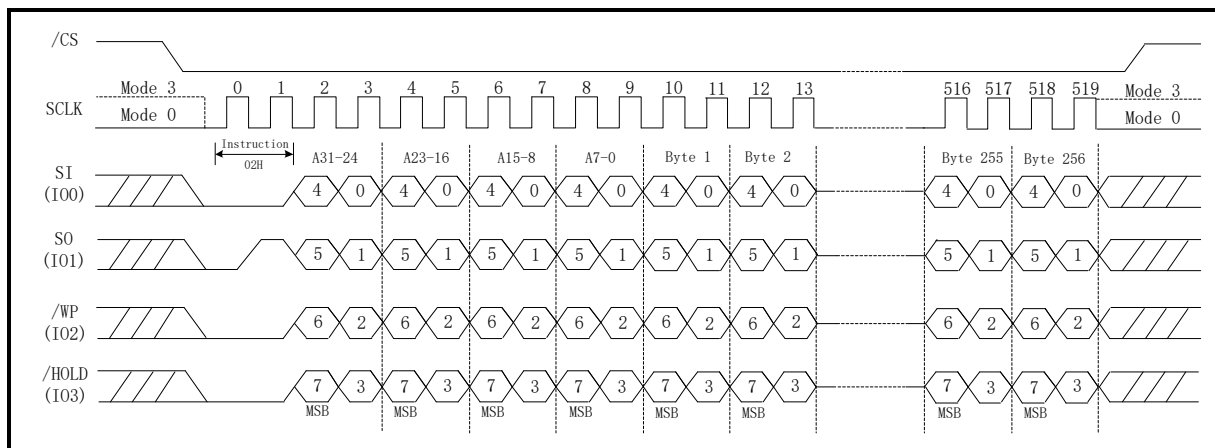 /CS
Mode 3 0 1 2 3 4 5 6 7 8 9 10 11 12 13 516 517 518 519 Mode 3
SCLK
Mode 0 Mode 0
Instruction
02H
A31-24 A23-16 A15-8 A7-0 Byte 1 Byte 2 Byte 255 Byte 256
SI
(IO0)
4 0 4 0 4 0 4 0 4 0 4 0 4 0 4 0
SO
(IO1)
5 1 5 1 5 1 5 1 5 1 5 1 5 1 5 1
/WP
(IO2)
6 2 6 2 6 2 6 2 6 2 6 2 6 2 6 2
/HOLD
(IO3)
7 3 7 3 7 3 7 3 7 3 7 3 7 3 7 3
MSB MSB MSB MSB MSB MSB MSB MSB